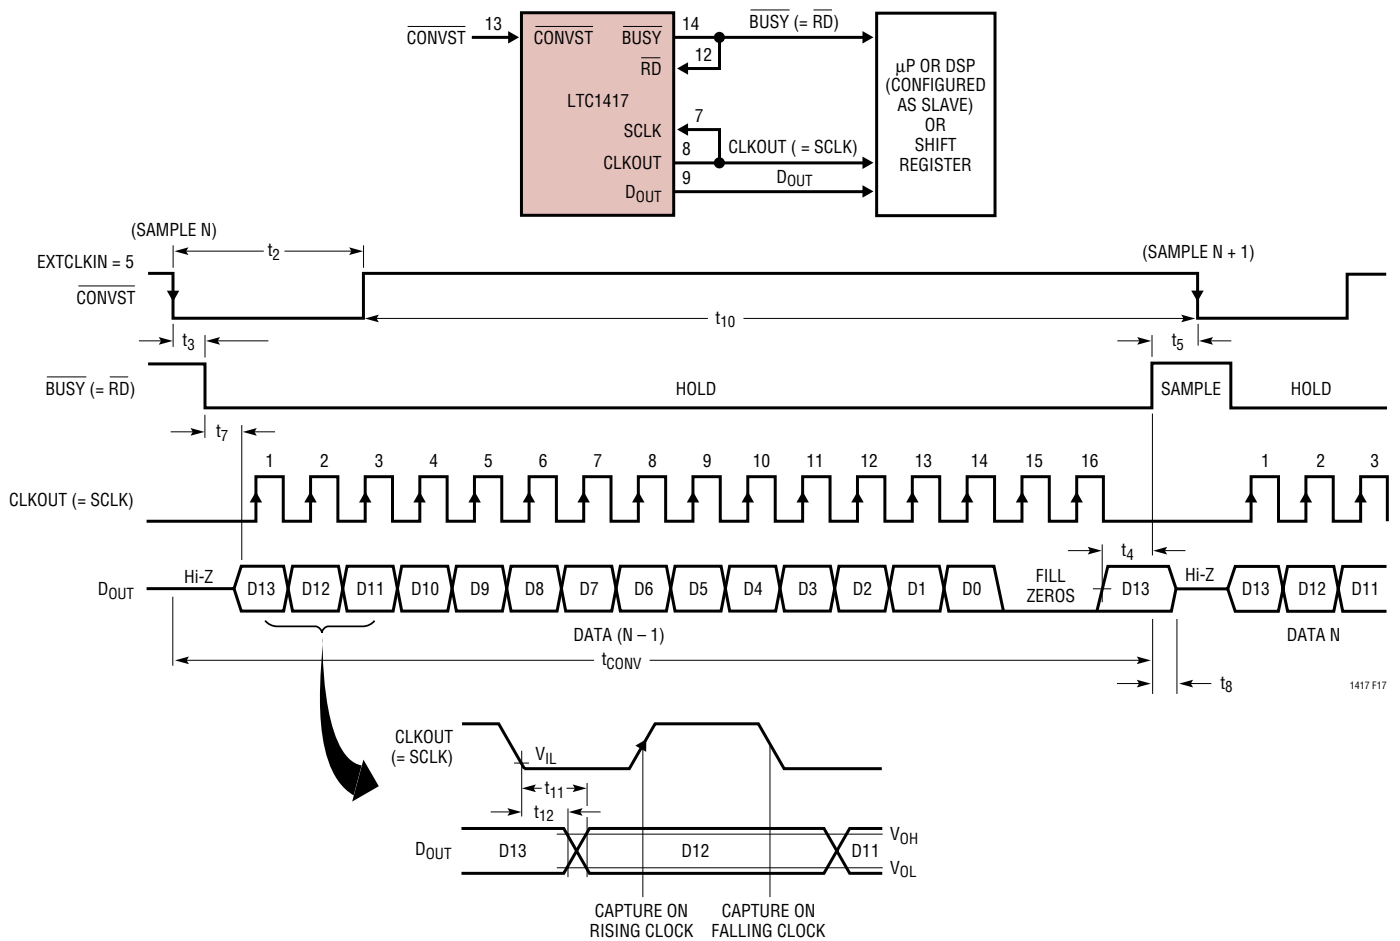 CONVST 13 CONVST BUSY 14 BUSY (= RD)
RD 12
LTC1417
SCLK 7
CLKOUT 8 CLKOUT ( = SCLK)
DOUT 9 DOUT
µP OR DSP
(CONFIGURED
AS SLAVE)
OR
SHIFT
REGISTER
(SAMPLE N) (SAMPLE N + 1)
t2
EXTCLKIN = 5
CONVST
t10
t3 t5
BUSY (= RD) HOLD SAMPLE HOLD
t7
1 2 3 4 5 6 7 8 9 10 11 12 13 14 15 16 1 2 3
CLKOUT (= SCLK)
t4
DOUT Hi-Z D13 D12 D11 D10 D9 D8 D7 D6 D5 D4 D3 D2 D1 D0 FILL ZEROS D13 Hi-Z D13 D12 D11
DATA (N – 1) DATA N
tCONV
t8
1417 F17
CLKOUT
(= SCLK)
VIL
t11
t12
VOH
DOUT D13 D12 D11
VOL
CAPTURE ON
RISING CLOCK
CAPTURE ON
FALLING CLOCK